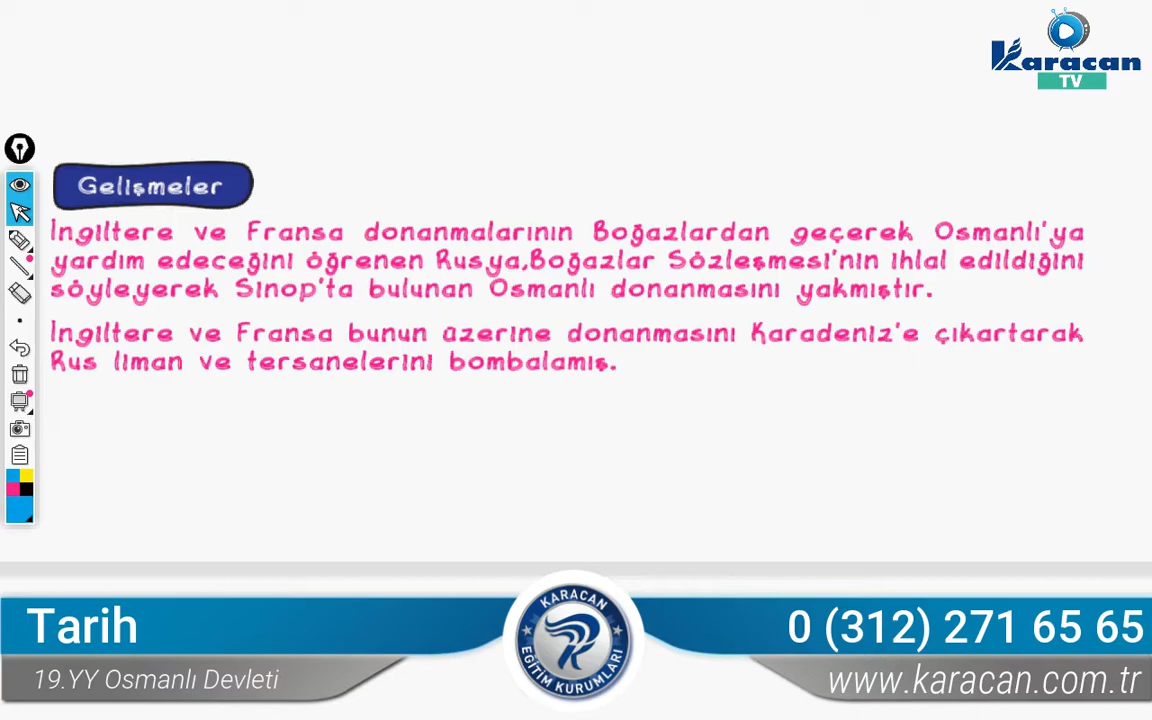 Karacan
TV
Gelişmeler
İngiltere ve Fransa donanmalarının Boğazlardan geçerek Osmanlı'ya
yardım edeceğini öğrenen Rusya,Boğazlar Sözleşmesi'nin ihlal edildiğini
söyleyerek Sinop'ta bulunan Osmanlı donanmasını yakmıştır.
İngiltere ve Fransa bunun üzerine donanmasını Karadeniz'e çıkartarak
Rus liman ve tersanelerini bombalamış.
Tarih
19.YY Osmanlı Devleti
KARACAN
EĞİTİM KURUMLARI
0 (312) 271 65 65
www.karacan.com.tr